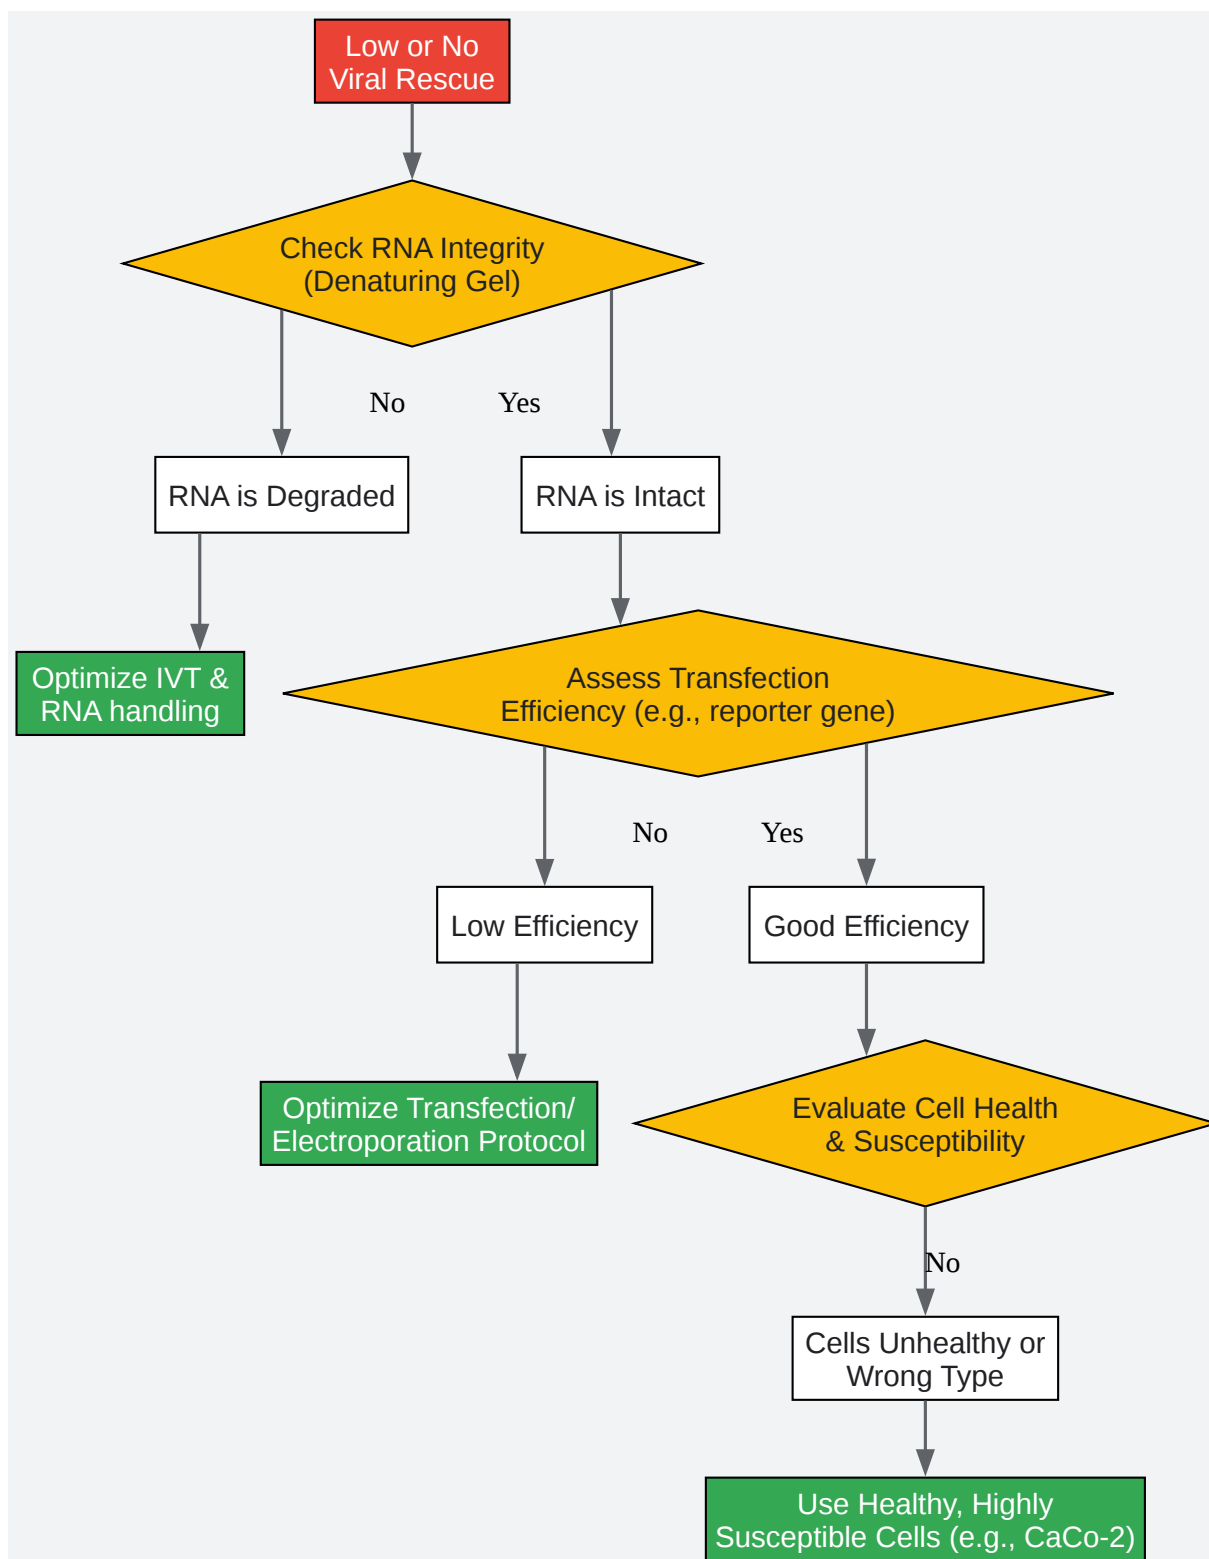 Low or No
Viral Rescue
Check RNA Integrity
(Denaturing Gel)
No
Yes
RNA is Degraded
RNA is Intact
Optimize IVT &
RNA handling
Assess Transfection
Efficiency (e.g., reporter gene)
No
Yes
Low Efficiency
Good Efficiency
Optimize Transfection/
Electroporation Protocol
Evaluate Cell Health
& Susceptibility
No
Cells Unhealthy or
Wrong Type
Use Healthy, Highly
Susceptible Cells (e.g., CaCo-2)